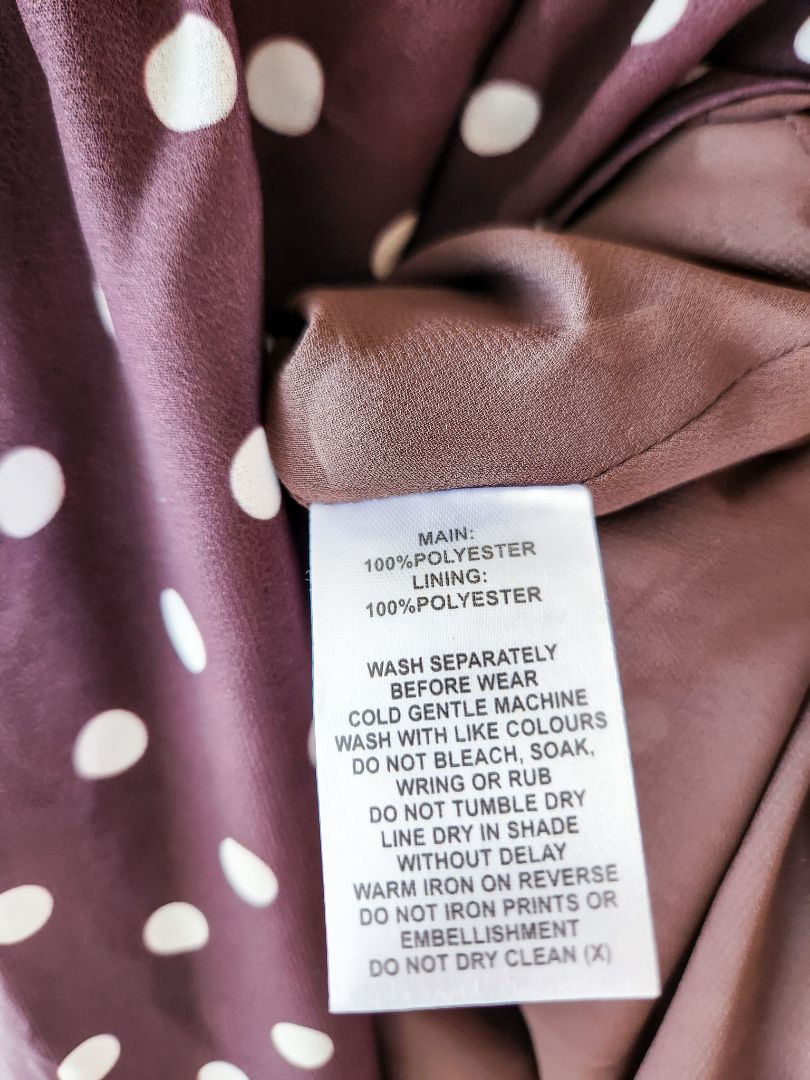 MAIN:
100%POLYESTER
LINING:
100%POLYESTER
WASH SEPARATELY
BEFORE WEAR
COLD GENTLE MACHINE
WASH WITH LIKE COLOURS
DO NOT BLEACH, SOAK,
WRING OR RUB
DO NOT TUMBLE DRY
LINE DRY IN SHADE
WITHOUT DELAY
WARM IRON ON REVERSE
DO NOT IRON PRINTS OR
EMBELLISHMENT
DO NOT DRY CLEAN (X)